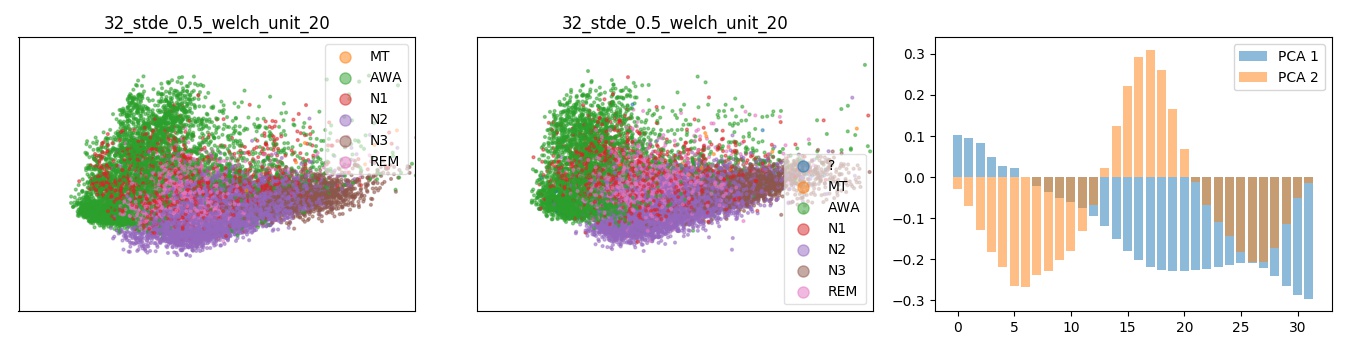 32_stde_0.5_welch_unit_20
MT
AWA
N1
N2
N3
REM
32_stde_0.5_welch_unit_20
?
MT
AWA
N1
N2
N3
REM
PCA 1
PCA 2
0.3
0.2
0.1
0.0
−0.1
−0.2
−0.3
0 5 10 15 20 25 30